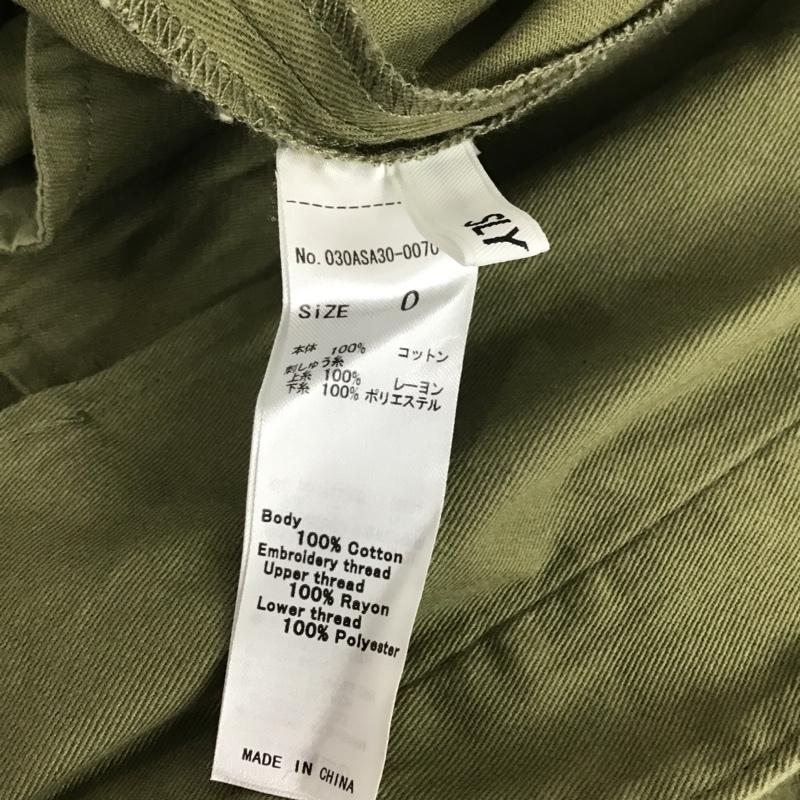 SLY
No. 030ASA30-0070
SiZE 0
本体 100% コットン
刺しゅう糸
上糸 100% レーヨン
下糸 100% ポリエステル
Body
100% Cotton
Embroidery thread
Upper thread
100% Rayon
Lower thread
100% Polyester
MADE IN CHINA